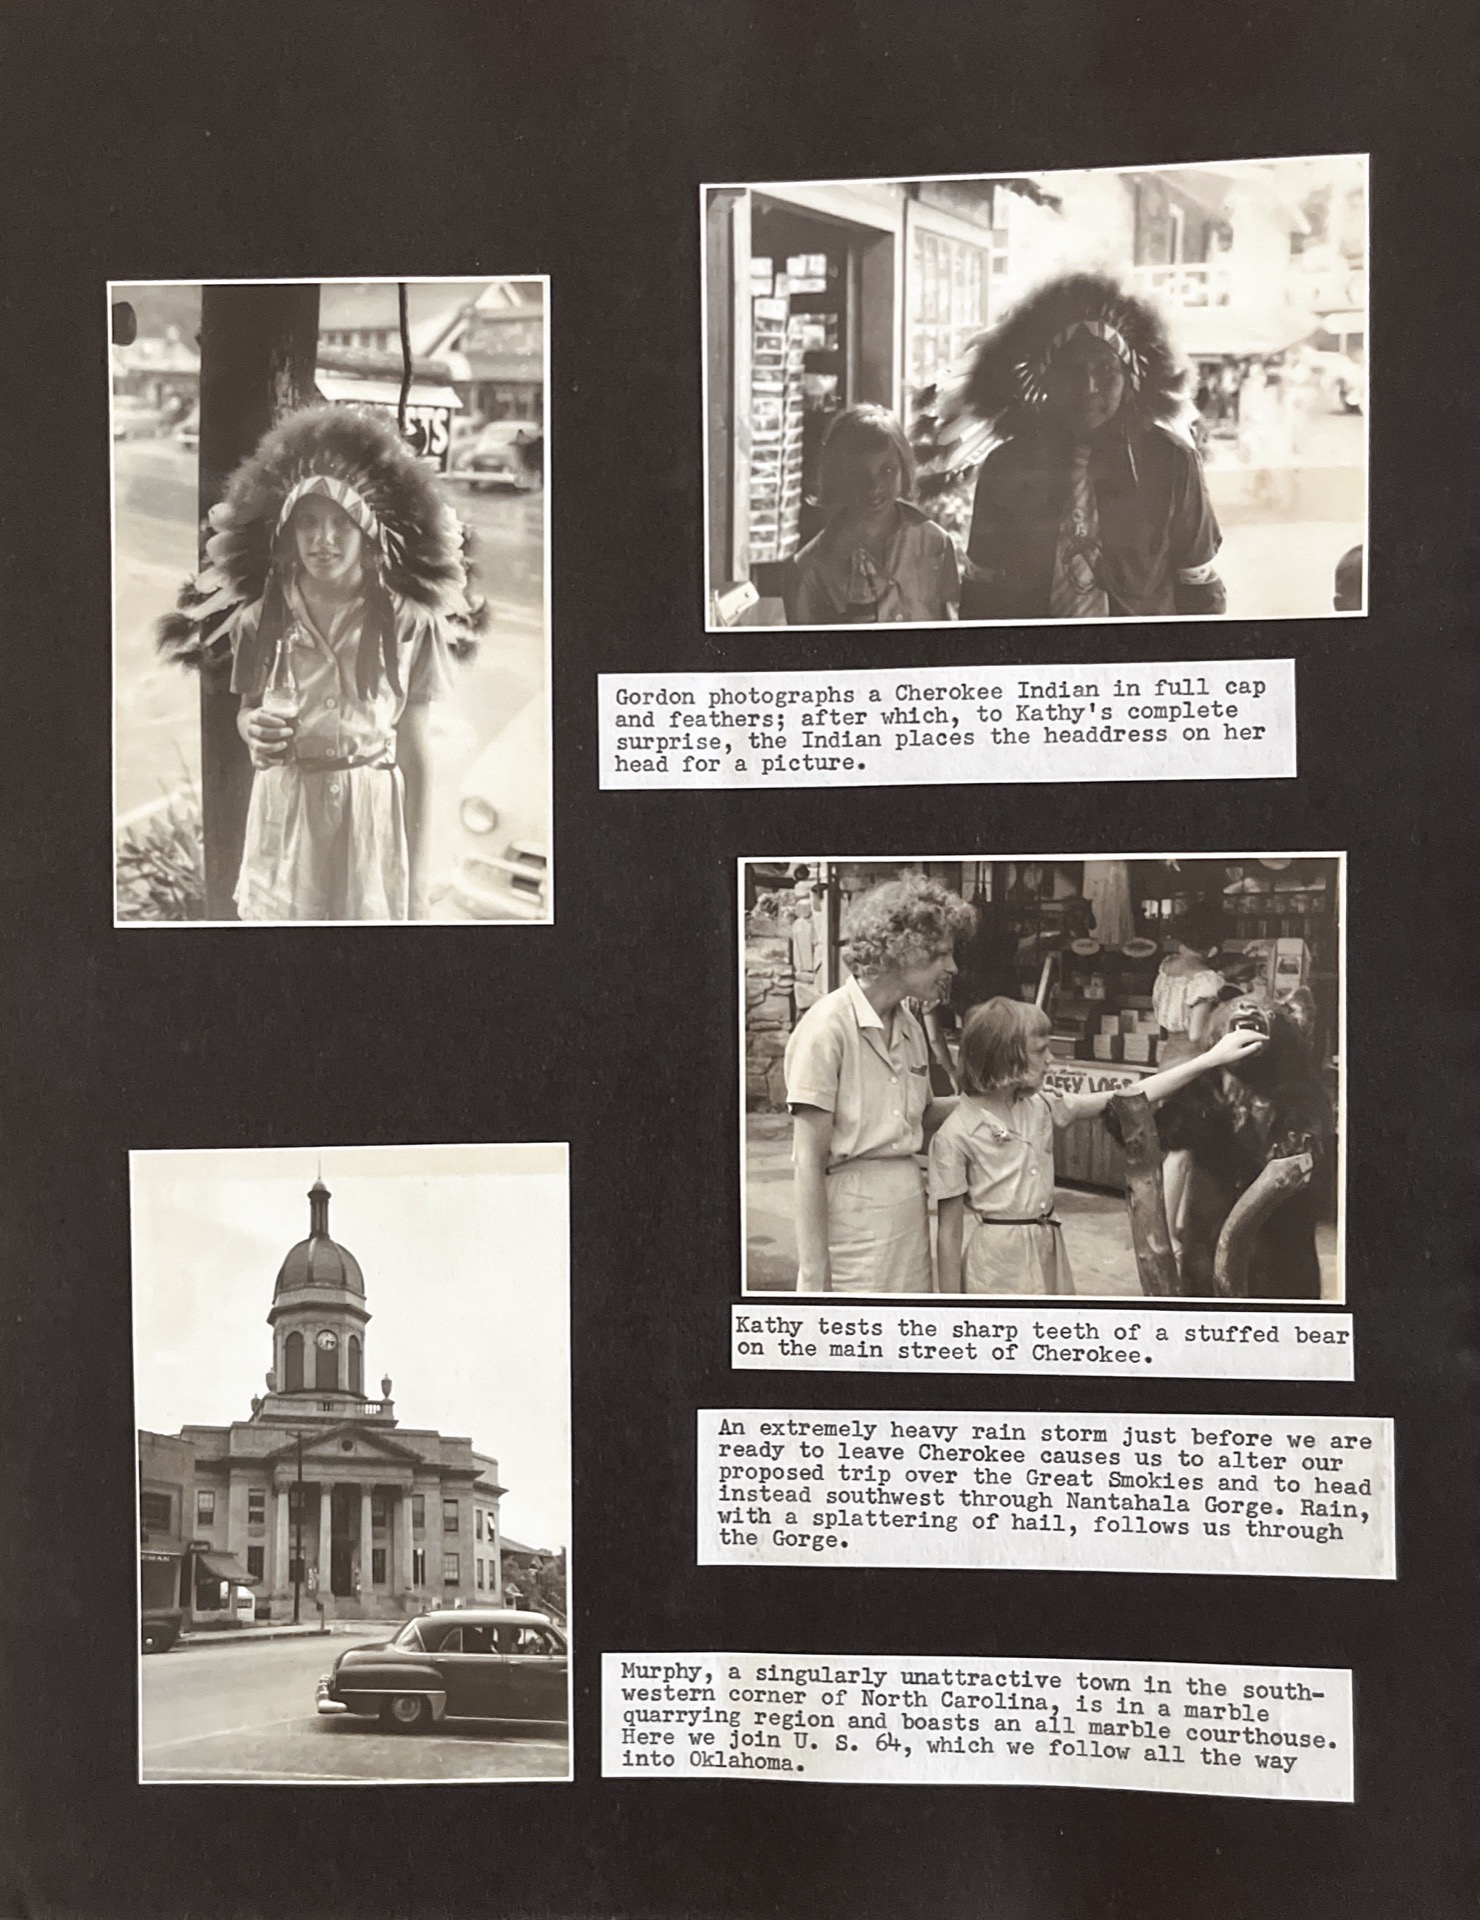 STS
Gordon photographs a Cherokee Indian in full cap
and feathers; after which, to Kathy's complete
surprise, the Indian places the headdress on her
head for a picture.
AFFY LOGS
Kathy tests the sharp teeth of a stuffed bear
on the main street of Cherokee.
An extremely heavy rain storm just before we are
ready to leave Cherokee causes us to alter our
proposed trip over the Great Smokies and to head
instead southwest through Nantahala Gorge. Rain,
with a splattering of hail, follows us through
the Gorge.
Murphy, a singularly unattractive town in the south-
western corner of North Carolina, is in a marble
quarrying region and boasts an all marble courthouse.
Here we join U. S. 64, which we follow all the way
into Oklahoma.